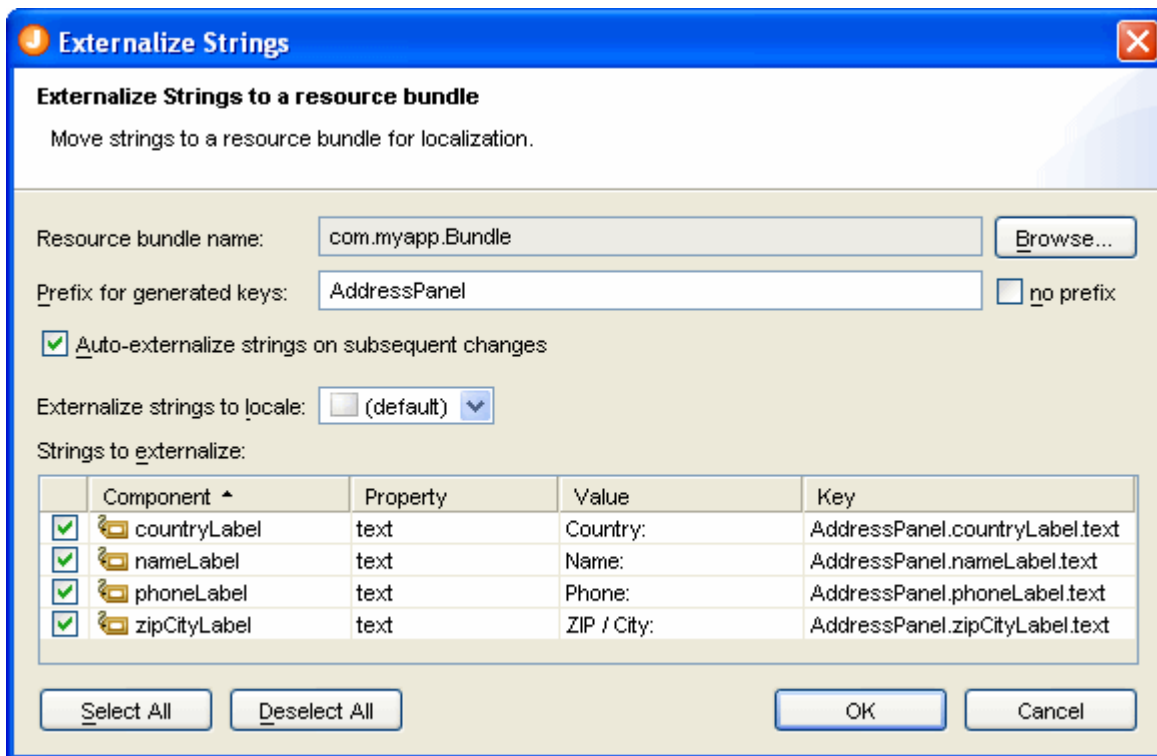 Externalize Strings
Externalize Strings to a resource bundle
Move strings to a resource bundle for localization.
Resource bundle name: com.myapp.Bundle Browse...
Prefix for generated keys: AddressPanel no prefix
Auto-externalize strings on subsequent changes
Externalize strings to locale: (default)
Strings to externalize:
Component Property Value Key
countryLabel text Country: AddressPanel.countryLabel.text
nameLabel text Name: AddressPanel.nameLabel.text
phoneLabel text Phone: AddressPanel.phoneLabel.text
zipCityLabel text ZIP / City: AddressPanel.zipCityLabel.text
Select All Deselect All OK Cancel